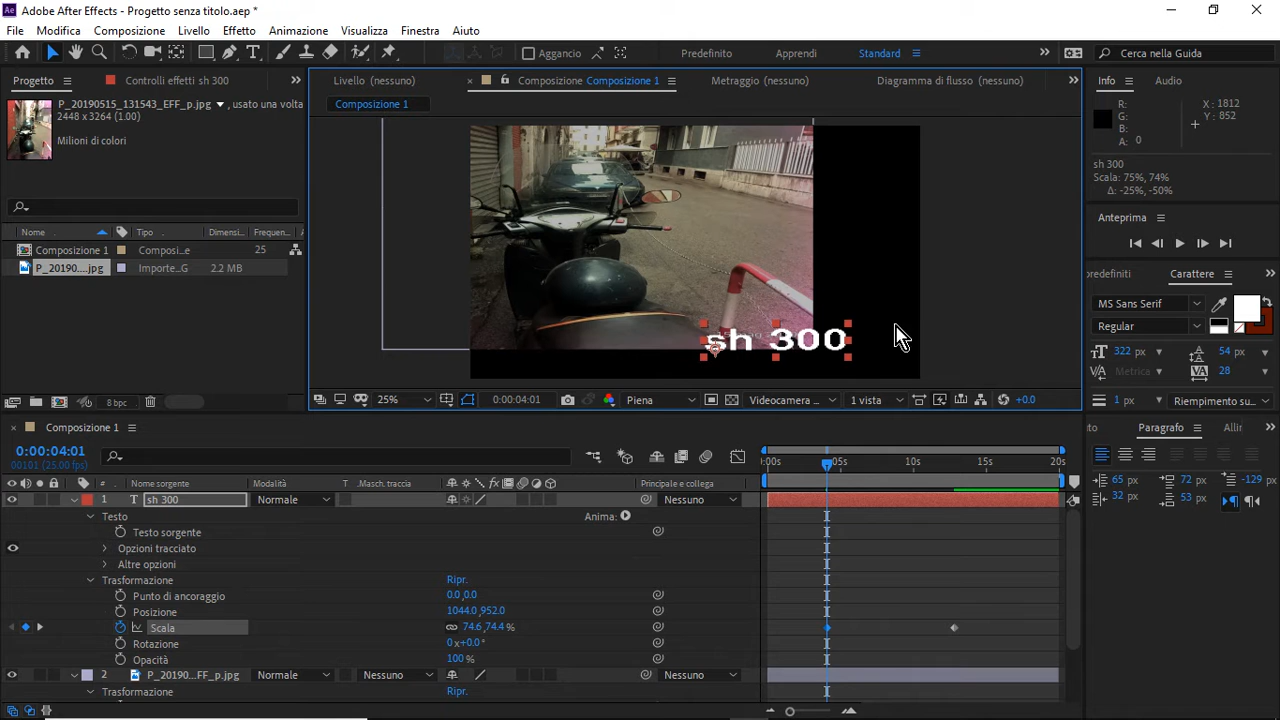 Ae Adobe After Effects - Progetto senza titolo.aep *
File Modifica Composizione Livello Effetto Animazione Visualizza Finestra Aiuto
Aggancio Predefinito Apprendi Standard Cerca nella Guida
Progetto Controlli effetti sh 300
P_20190515_131543_EFF_p.jpg , usato una volta
2448 x 3264 (1.00)
Milioni di colori
Nome Tipo Dimensi... Frequen...
Composizione 1 Composi...e 25
P_20190....jpg Importe...G 2.2 MB
8 bpc
Livello (nessuno) Composizione Composizione 1 Metraggio (nessuno) Diagramma di flusso (nessuno)
Composizione 1
sh 300
25% 0:00:04:01 Piena Videocamera ... 1 vista +0.0
Info Audio
R: X : 1812
G: Y : 852
B:
A: 0
sh 300
Scala: 75%, 74%
Δ: -25%, -50%
Anteprima
predefiniti Carattere
MS Sans Serif
Regular
322 px 54 px
Metrica... 28
1 px Riempimento su...
Composizione 1
0:00:04:01
00101 (25.00 fps)
:00s 05s 10s 15s 20s
# Nome sorgente Modalità Masch. traccia Principale e collega
1 T sh 300 Normale Nessuno
Testo Anima:
Testo sorgente
Opzioni tracciato
Altre opzioni
Trasformazione Ripr.
Punto di ancoraggio 0.0,0.0
Posizione 1044.0,952.0
Scala 74.6,74.4 %
Rotazione 0 x+0.0°
Opacità 100 %
2 P_20190...FF_p.jpg Normale Nessuno Nessuno
Trasformazione Ripr.
Paragrafo Allin
65 px 72 px -129 px
32 px 53 px